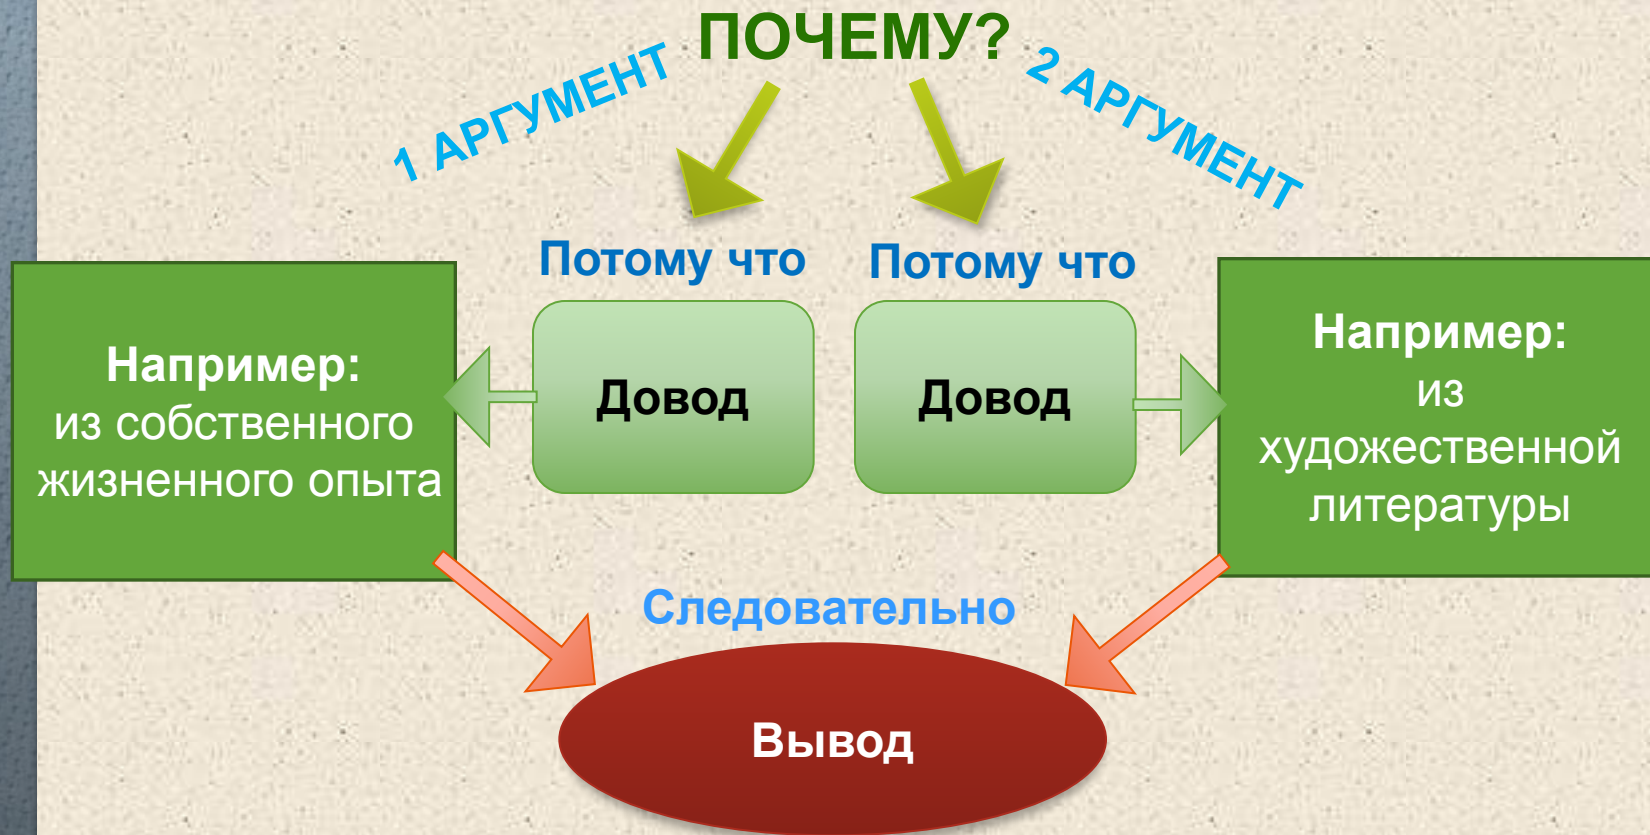 ПОЧЕМУ?
1 АРГУМЕНТ
2 АРГУМЕНТ
Потому что
Потому что
Например:
из собственного
жизненного опыта
Довод
Довод
Например:
из
художественной
литературы
Следовательно
Вывод